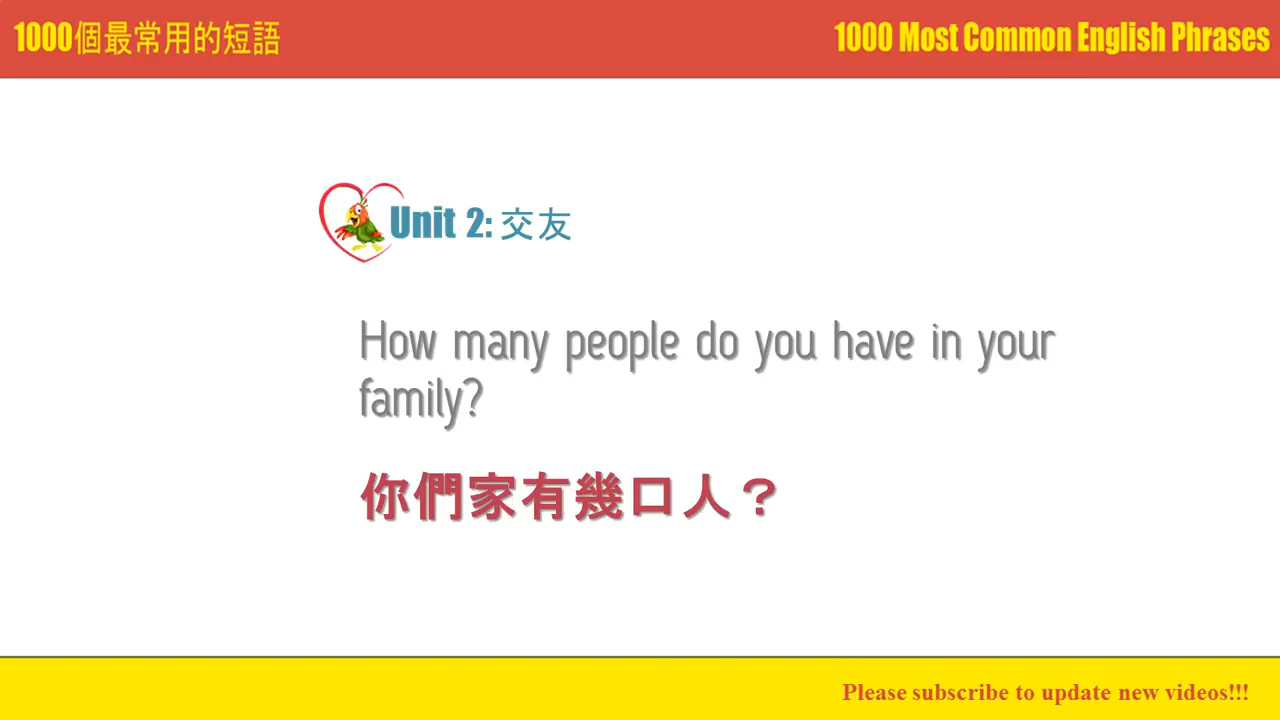 1000個最常用的短語
1000 Most Common English Phrases
Unit 2: 交友
How many people do you have in your
family?
你們家有幾口人？
Please subscribe to update new videos!!!